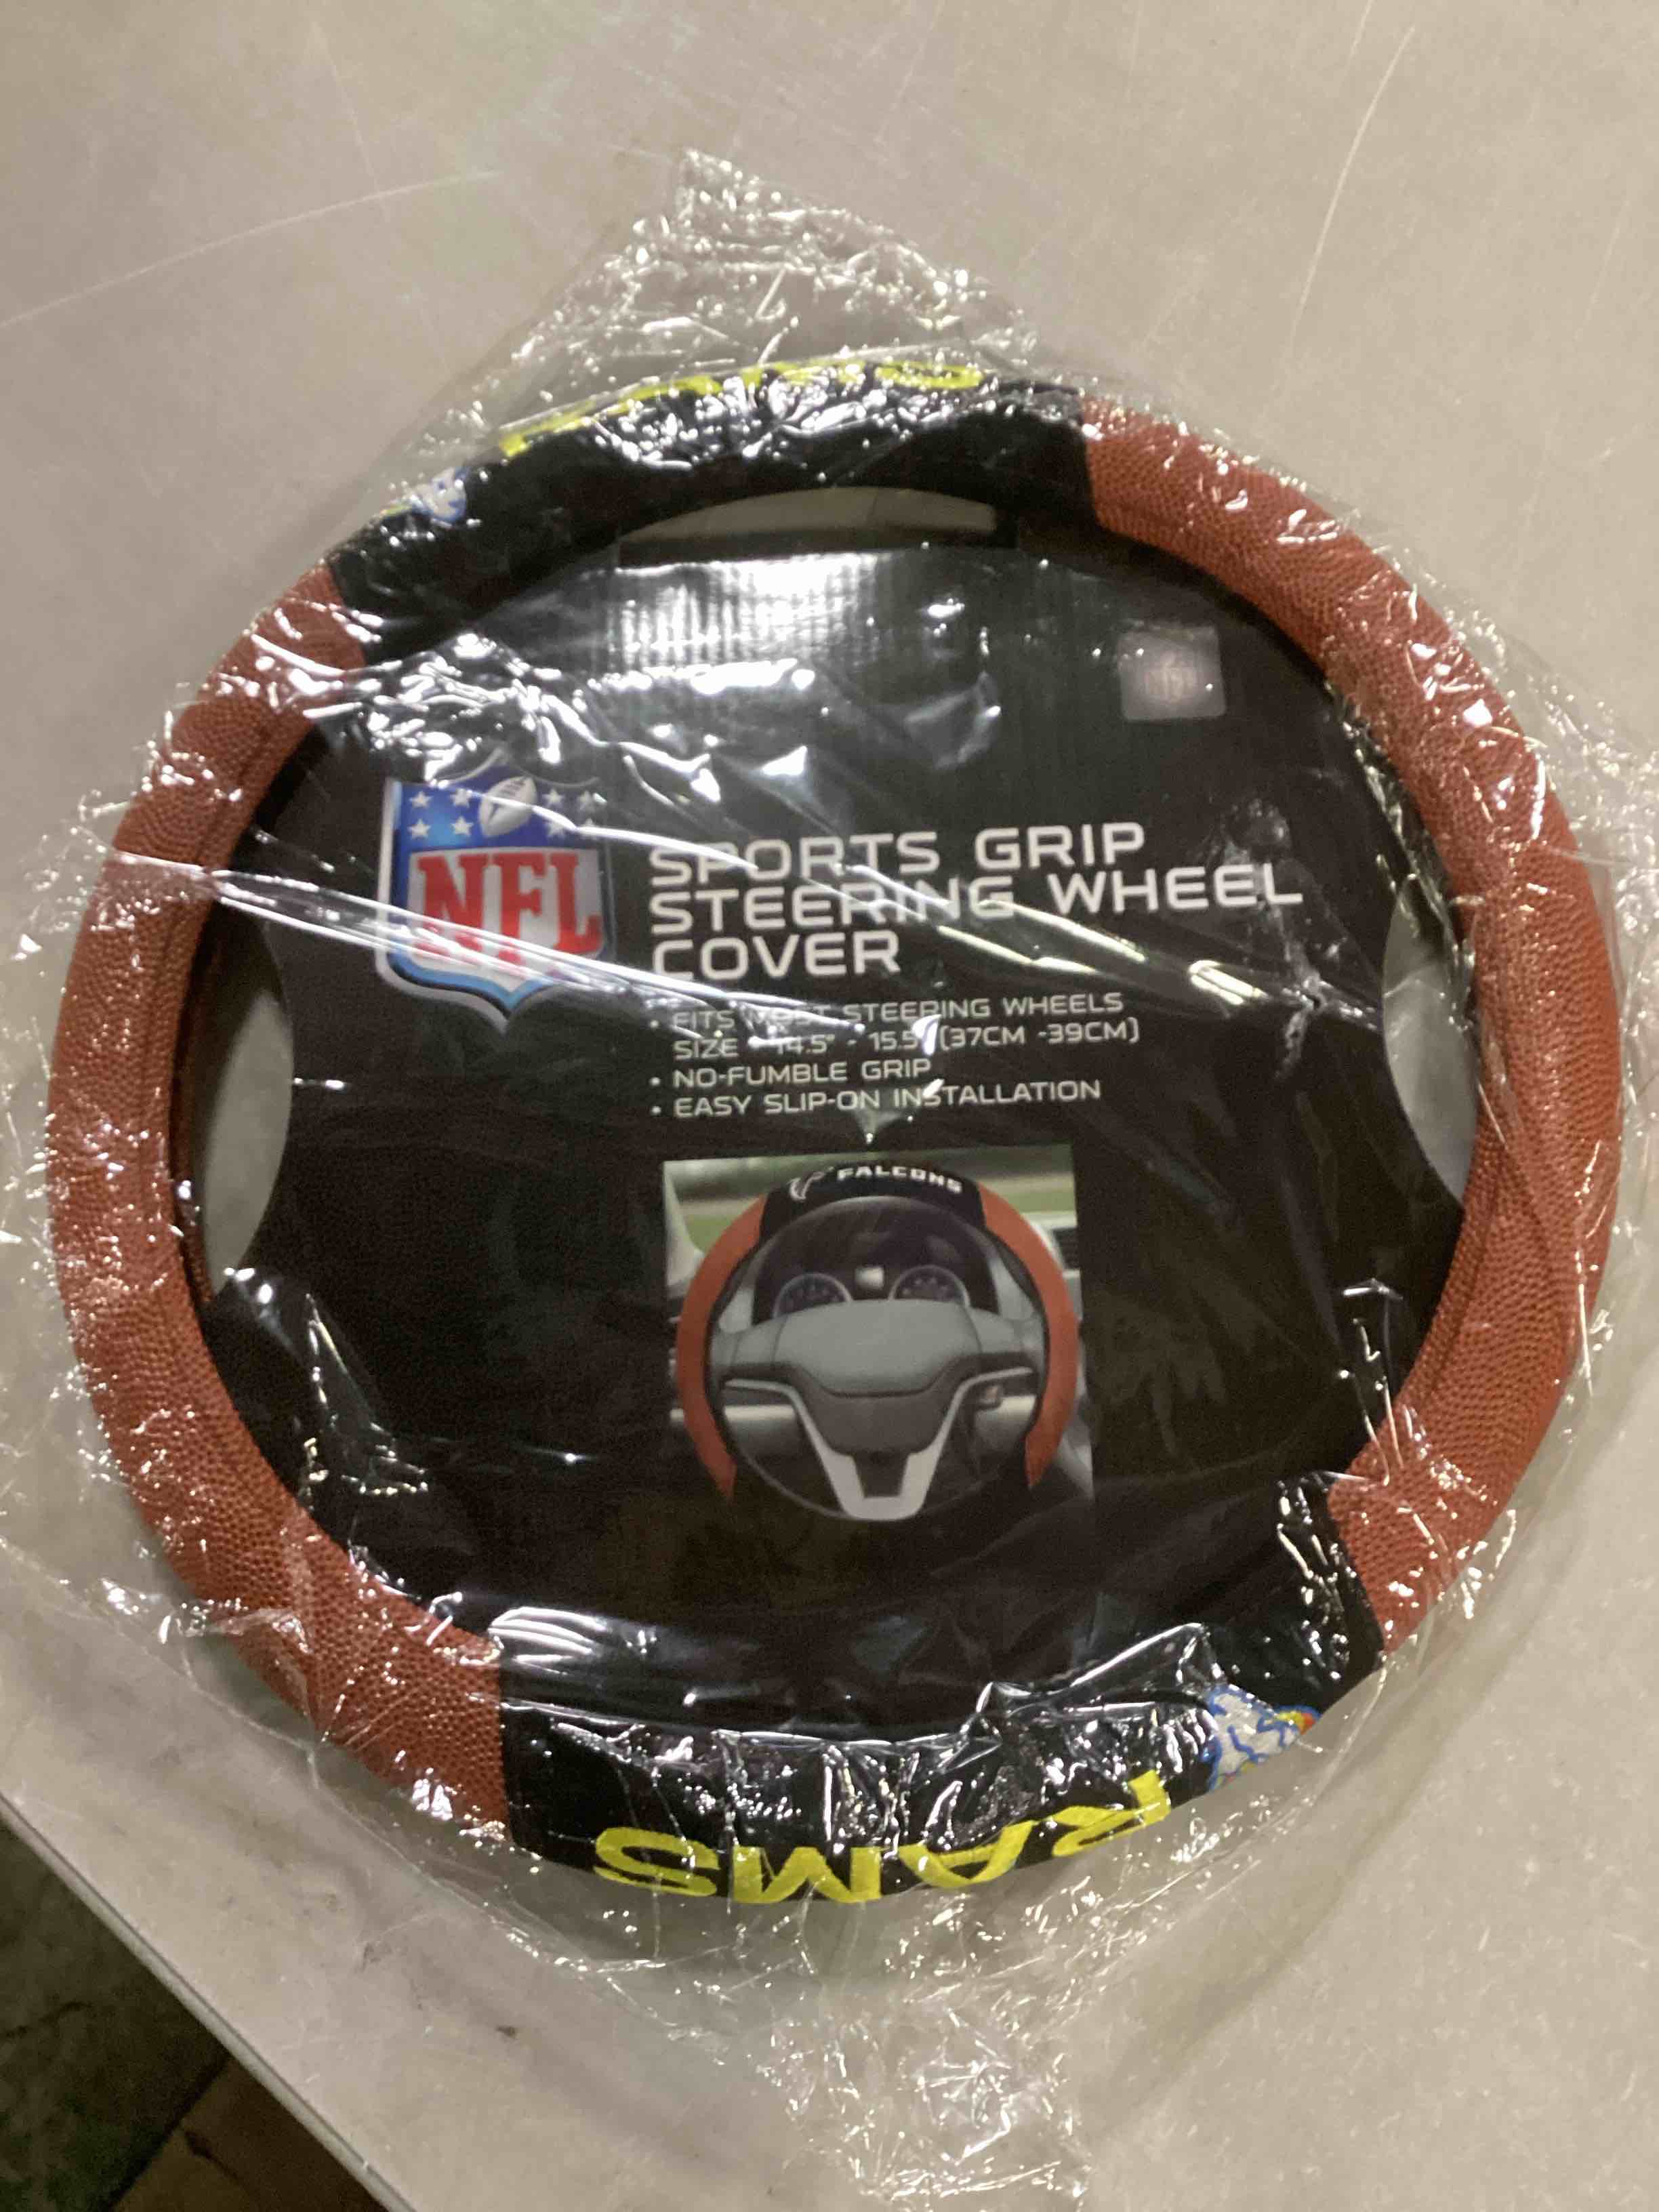 RAMS
NFL
SPORTS GRIP
STEERING WHEEL
COVER
• FITS MOST STEERING WHEELS
SIZE - 14.5" - 15.5" (37CM -39CM)
• NO-FUMBLE GRIP
• EASY SLIP-ON INSTALLATION
FALCONS
RAMS